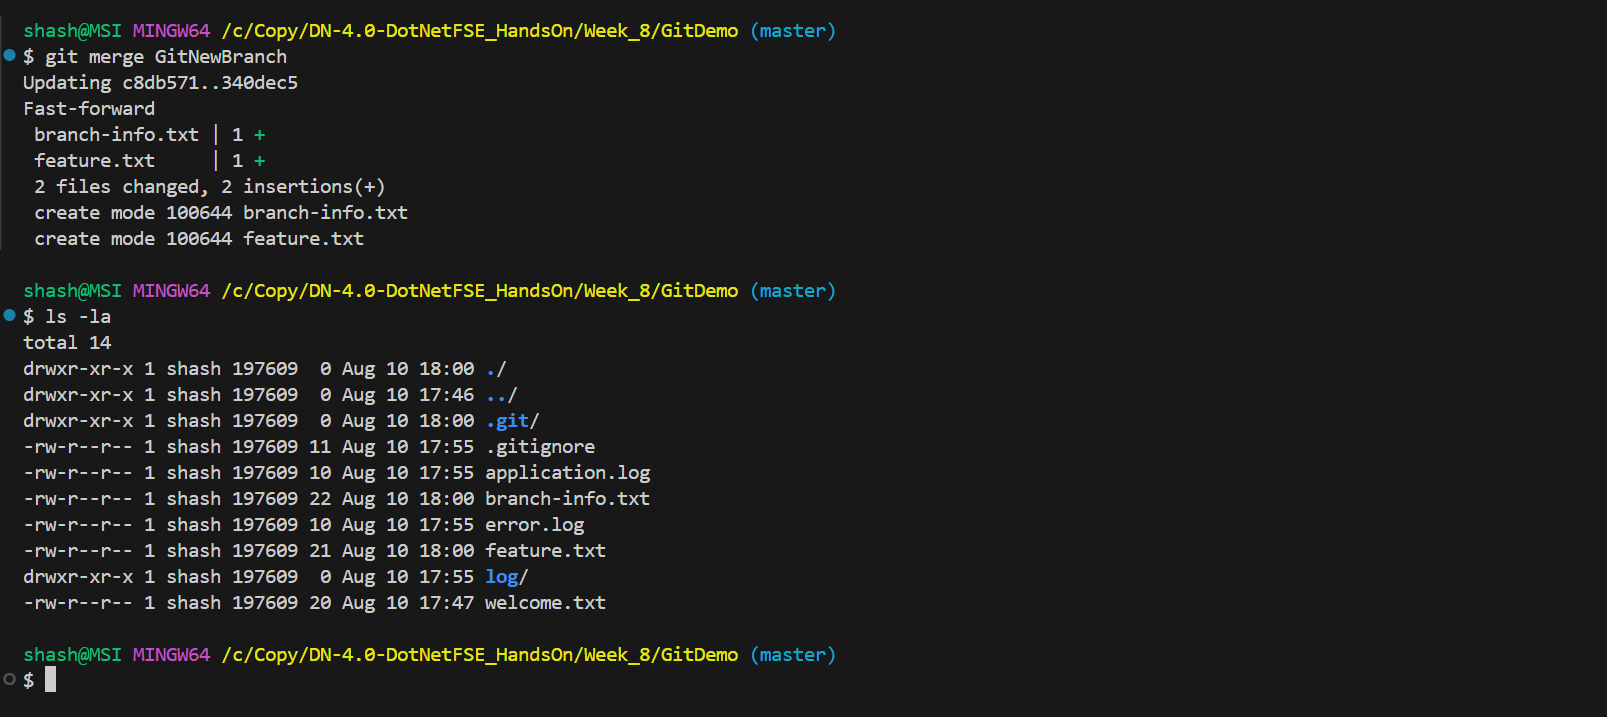 shash@MSI MINGW64 /c/Copy/DN-4.0-DotNetFSE_HandsOn/Week_8/GitDemo (master)
$ git merge GitNewBranch
Updating c8db571..340dec5
Fast-forward
 branch-info.txt | 1 +
 feature.txt     | 1 +
 2 files changed, 2 insertions(+)
 create mode 100644 branch-info.txt
 create mode 100644 feature.txt

shash@MSI MINGW64 /c/Copy/DN-4.0-DotNetFSE_HandsOn/Week_8/GitDemo (master)
$ ls -la
total 14
drwxr-xr-x 1 shash 197609  0 Aug 10 18:00 ./
drwxr-xr-x 1 shash 197609  0 Aug 10 17:46 ../
drwxr-xr-x 1 shash 197609  0 Aug 10 18:00 .git/
-rw-r--r-- 1 shash 197609 11 Aug 10 17:55 .gitignore
-rw-r--r-- 1 shash 197609 10 Aug 10 17:55 application.log
-rw-r--r-- 1 shash 197609 22 Aug 10 18:00 branch-info.txt
-rw-r--r-- 1 shash 197609 10 Aug 10 17:55 error.log
-rw-r--r-- 1 shash 197609 21 Aug 10 18:00 feature.txt
drwxr-xr-x 1 shash 197609  0 Aug 10 17:55 log/
-rw-r--r-- 1 shash 197609 20 Aug 10 17:47 welcome.txt

shash@MSI MINGW64 /c/Copy/DN-4.0-DotNetFSE_HandsOn/Week_8/GitDemo (master)
$